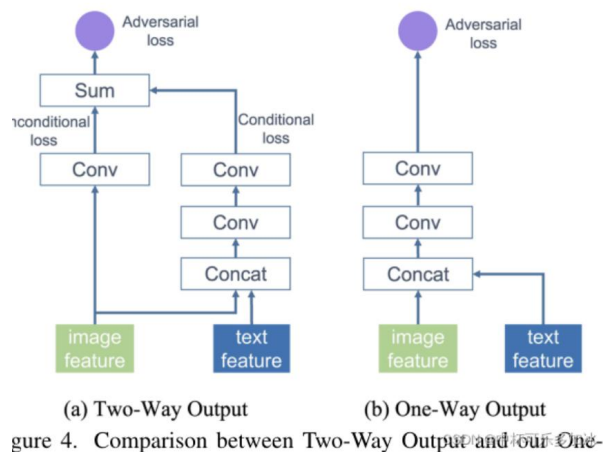 Adversarial
loss
Sum
nconditional
loss
Conditional
loss
Conv
Conv
Conv
Concat
image
feature
text
feature
(a) Two-Way Output
Adversarial
loss
Conv
Conv
Concat
image
feature
text
feature
(b) One-Way Output
gure 4. Comparison between Two-Way Output and our One-